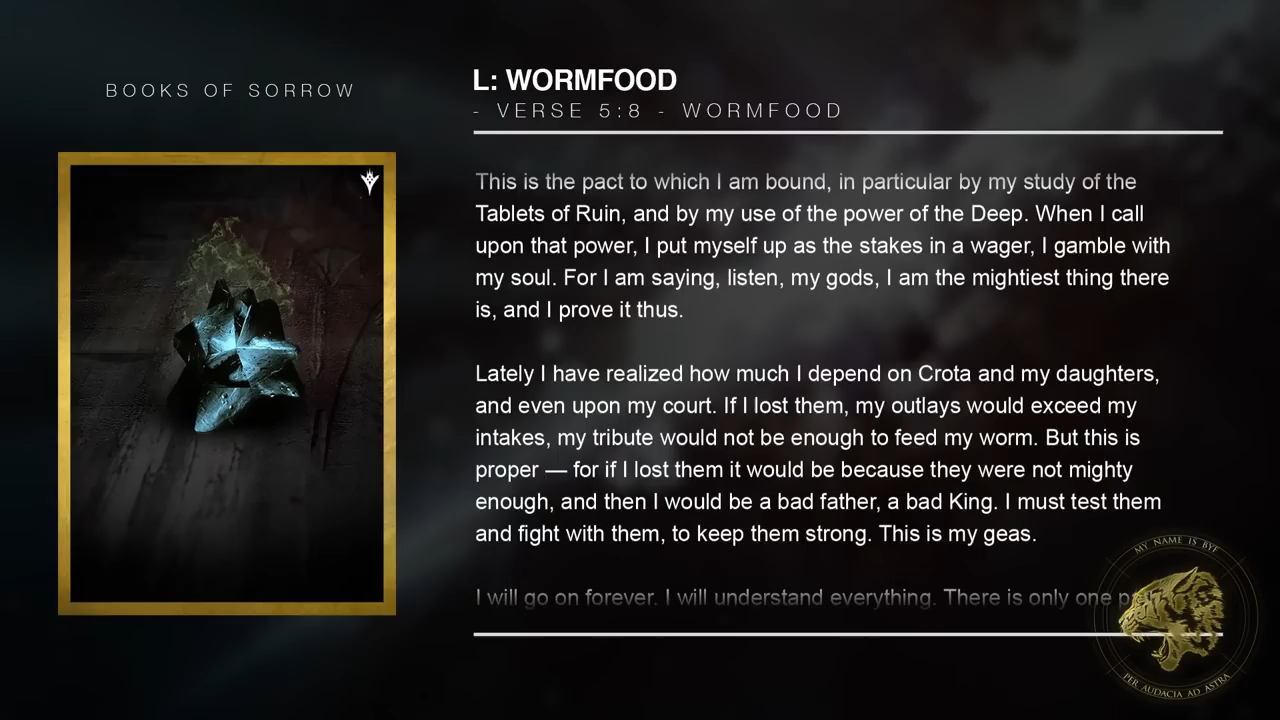 BOOKS OF SORROW
L: WORMFOOD
- VERSE 5:8 - WORMFOOD
This is the pact to which I am bound, in particular by my study of the
Tablets of Ruin, and by my use of the power of the Deep. When I call
upon that power, I put myself up as the stakes in a wager, I gamble with
my soul. For I am saying, listen, my gods, I am the mightiest thing there
is, and I prove it thus.
Lately I have realized how much I depend on Crota and my daughters,
and even upon my court. If I lost them, my outlays would exceed my
intakes, my tribute would not be enough to feed my worm. But this is
proper — for if I lost them it would be because they were not mighty
enough, and then I would be a bad father, a bad King. I must test them
and fight with them, to keep them strong. This is my geas.
I will go on forever. I will understand everything. There is only one
MY NAME IS BYF
PER AUDACIA AD ASTRA